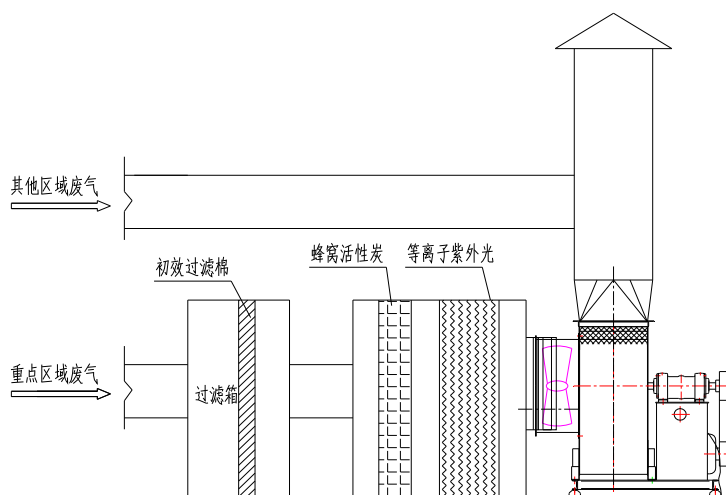 其他区域废气
初效过滤棉
蜂窝活性炭
等离子紫外光
重点区域废气
过滤箱